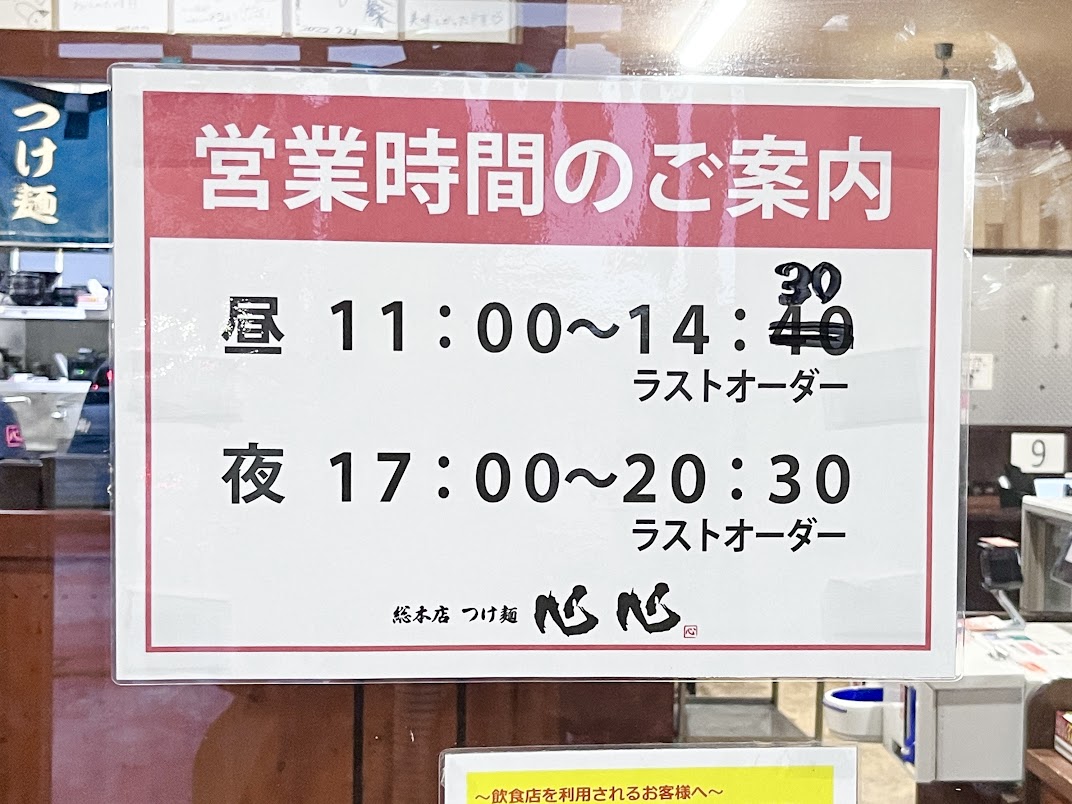 つけ麺
営業時間のご案内
30
昼 11：00～14：40
ラストオーダー
夜 17：00～20：30
ラストオーダー
総本店 つけ麺 心心
心
9
～飲食店を利用されるお客様へ～